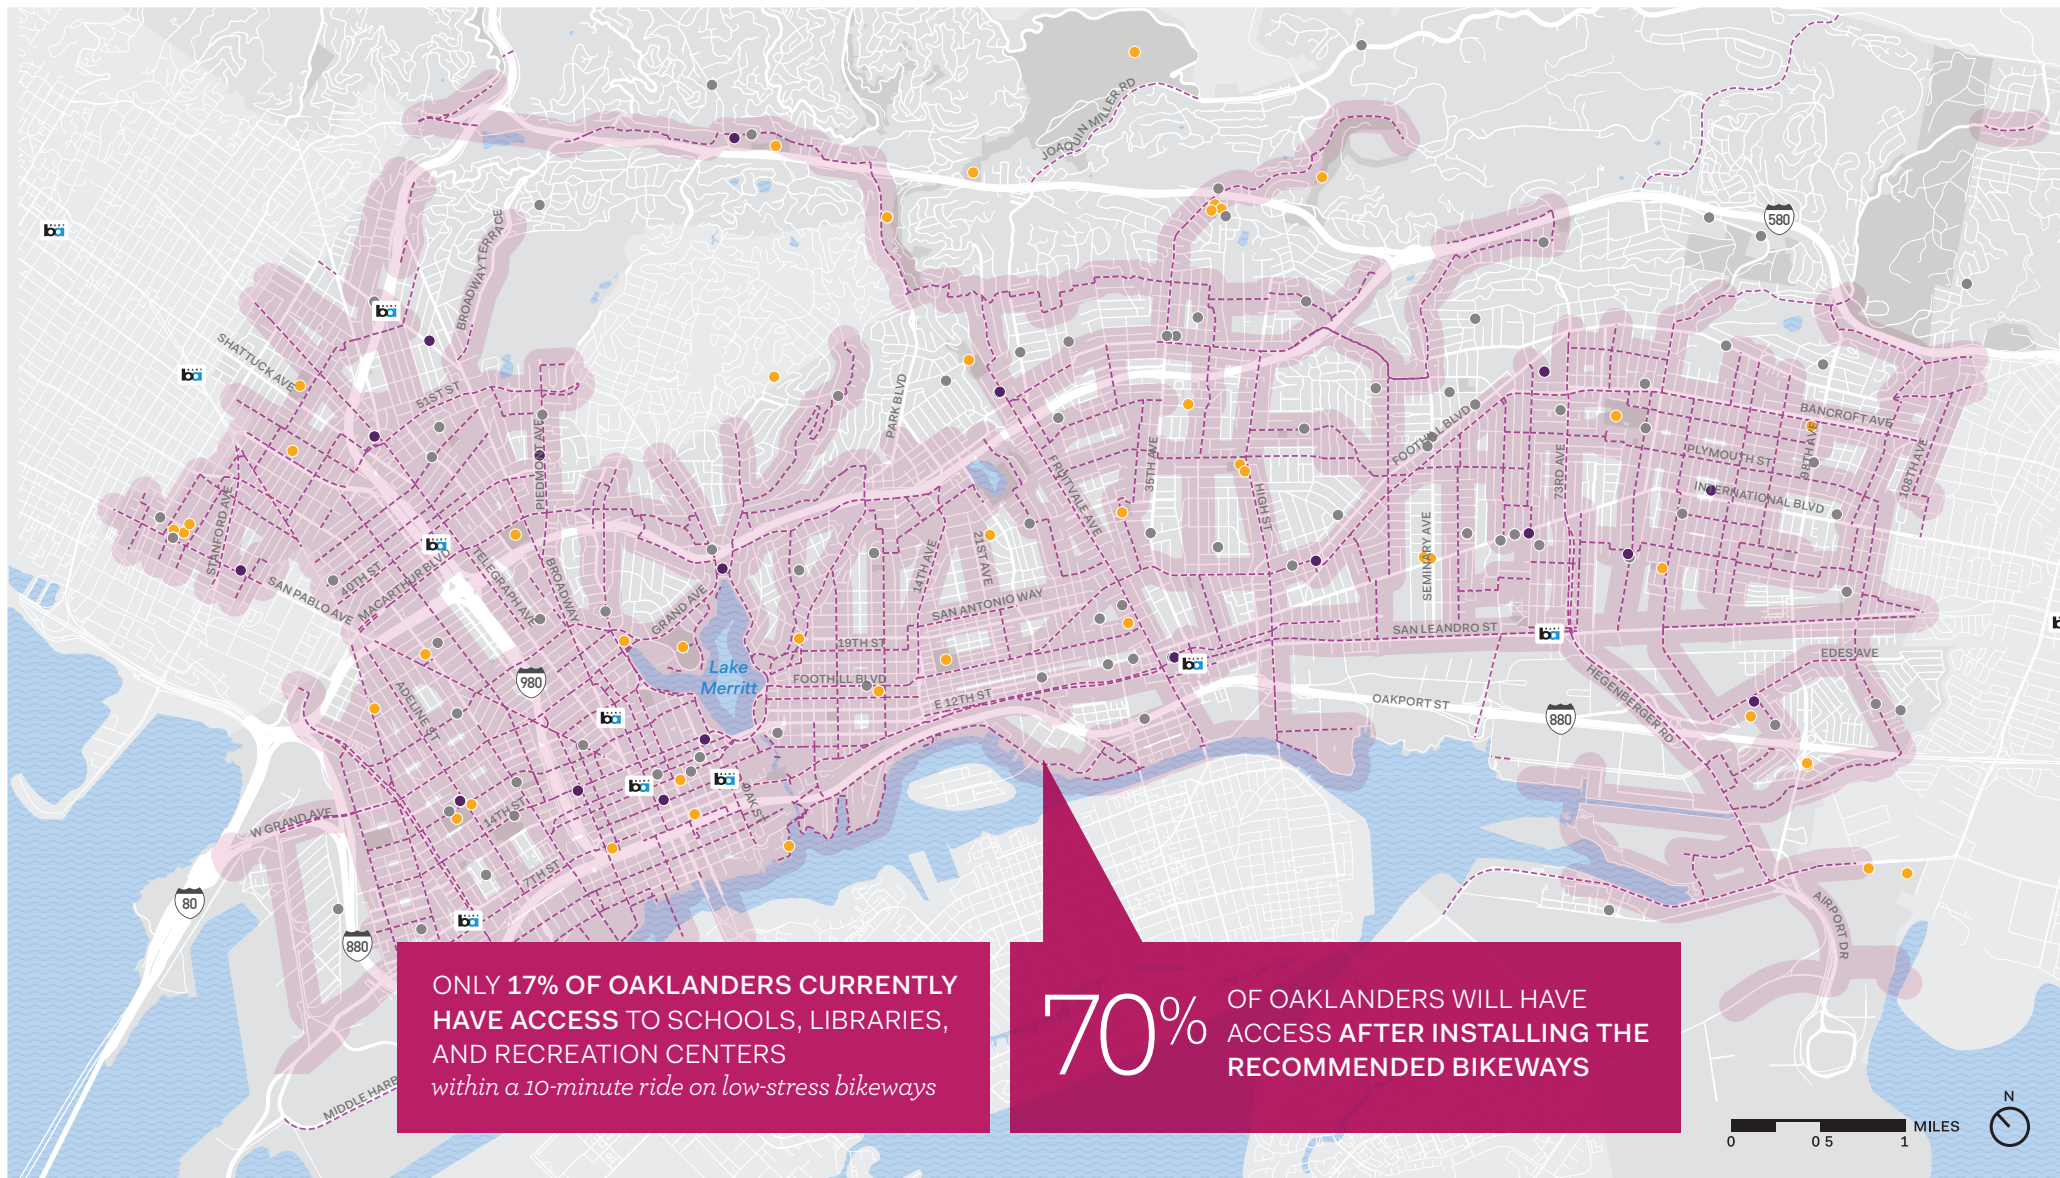 JOAQUIN MILLER RD
580
BROADWAY TERRACE
SHATTUCK AVE
51ST ST
PARK BLVD
PIEDMONT AVE
STANFORD AVE
SAN PABLO AVE
40TH ST
MACARTHUR BLVD
TELEGRAPH AVE
BROADWAY
GRAND AVE
FRUITVALE AVE
35TH AVE
HIGH ST
FOOTHILL BLVD
SEMINARY AVE
73RD AVE
BANCROFT AVE
PLYMOUTH ST
98TH AVE
INTERNATIONAL BLVD
108TH AVE
14TH AVE
21ST AVE
SAN ANTONIO WAY
19TH ST
FOOTHILL BLVD
E 12TH ST
SAN LEANDRO ST
EDES AVE
HEGENBERGER RD
OAKPORT ST
880
Lake
Merritt
980
ADELINE ST
14TH ST
OAK ST
W GRAND AVE
7TH ST
80
880
AIRPORT DR
MIDDLE HARB
ONLY 17% OF OAKLANDERS CURRENTLY
HAVE ACCESS TO SCHOOLS, LIBRARIES,
AND RECREATION CENTERS
within a 10-minute ride on low-stress bikeways
70% OF OAKLANDERS WILL HAVE
ACCESS AFTER INSTALLING THE
RECOMMENDED BIKEWAYS
N
MILES
0 0 5 1